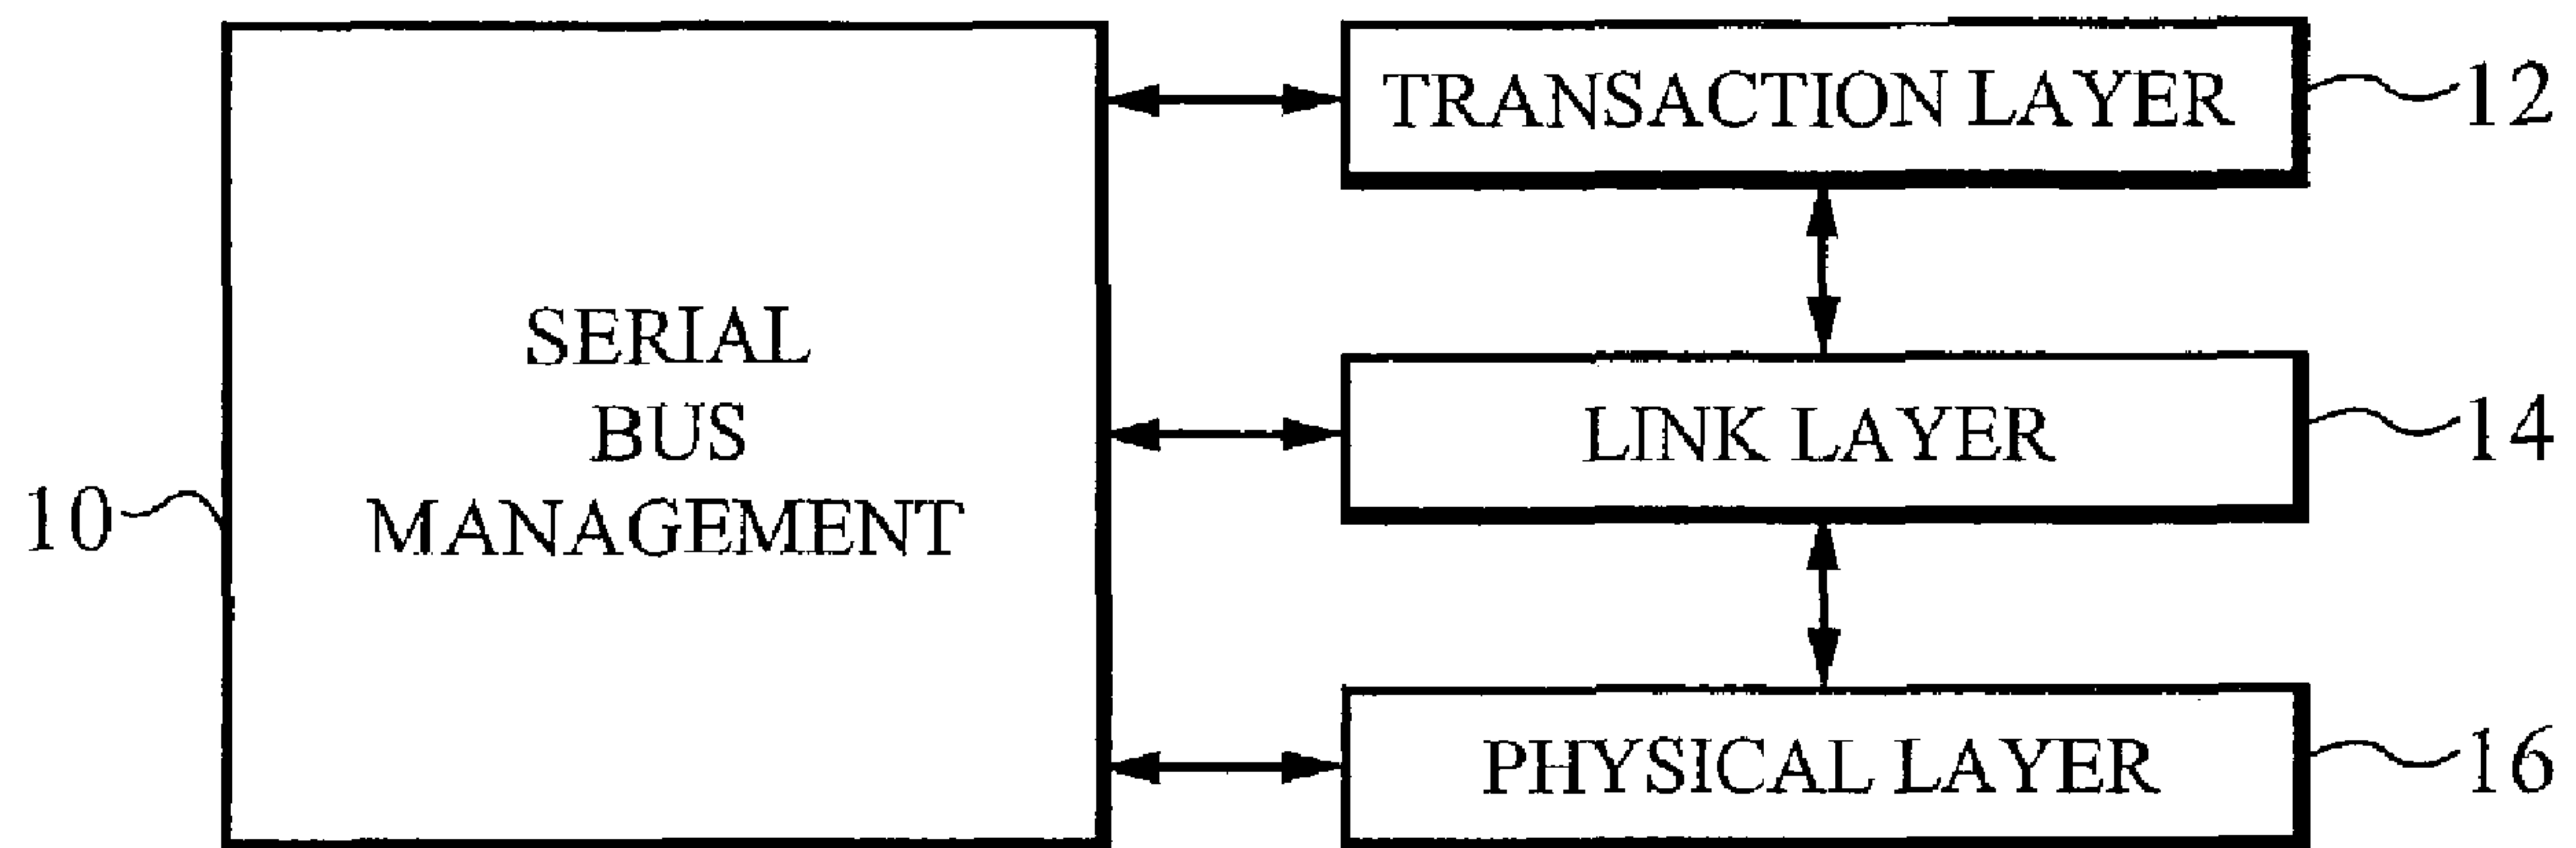 TRANSACTION LAYER
12
SERIAL
BUS
MANAGEMENT
10
LINK LAYER
14
PHYSICAL LAYER
16